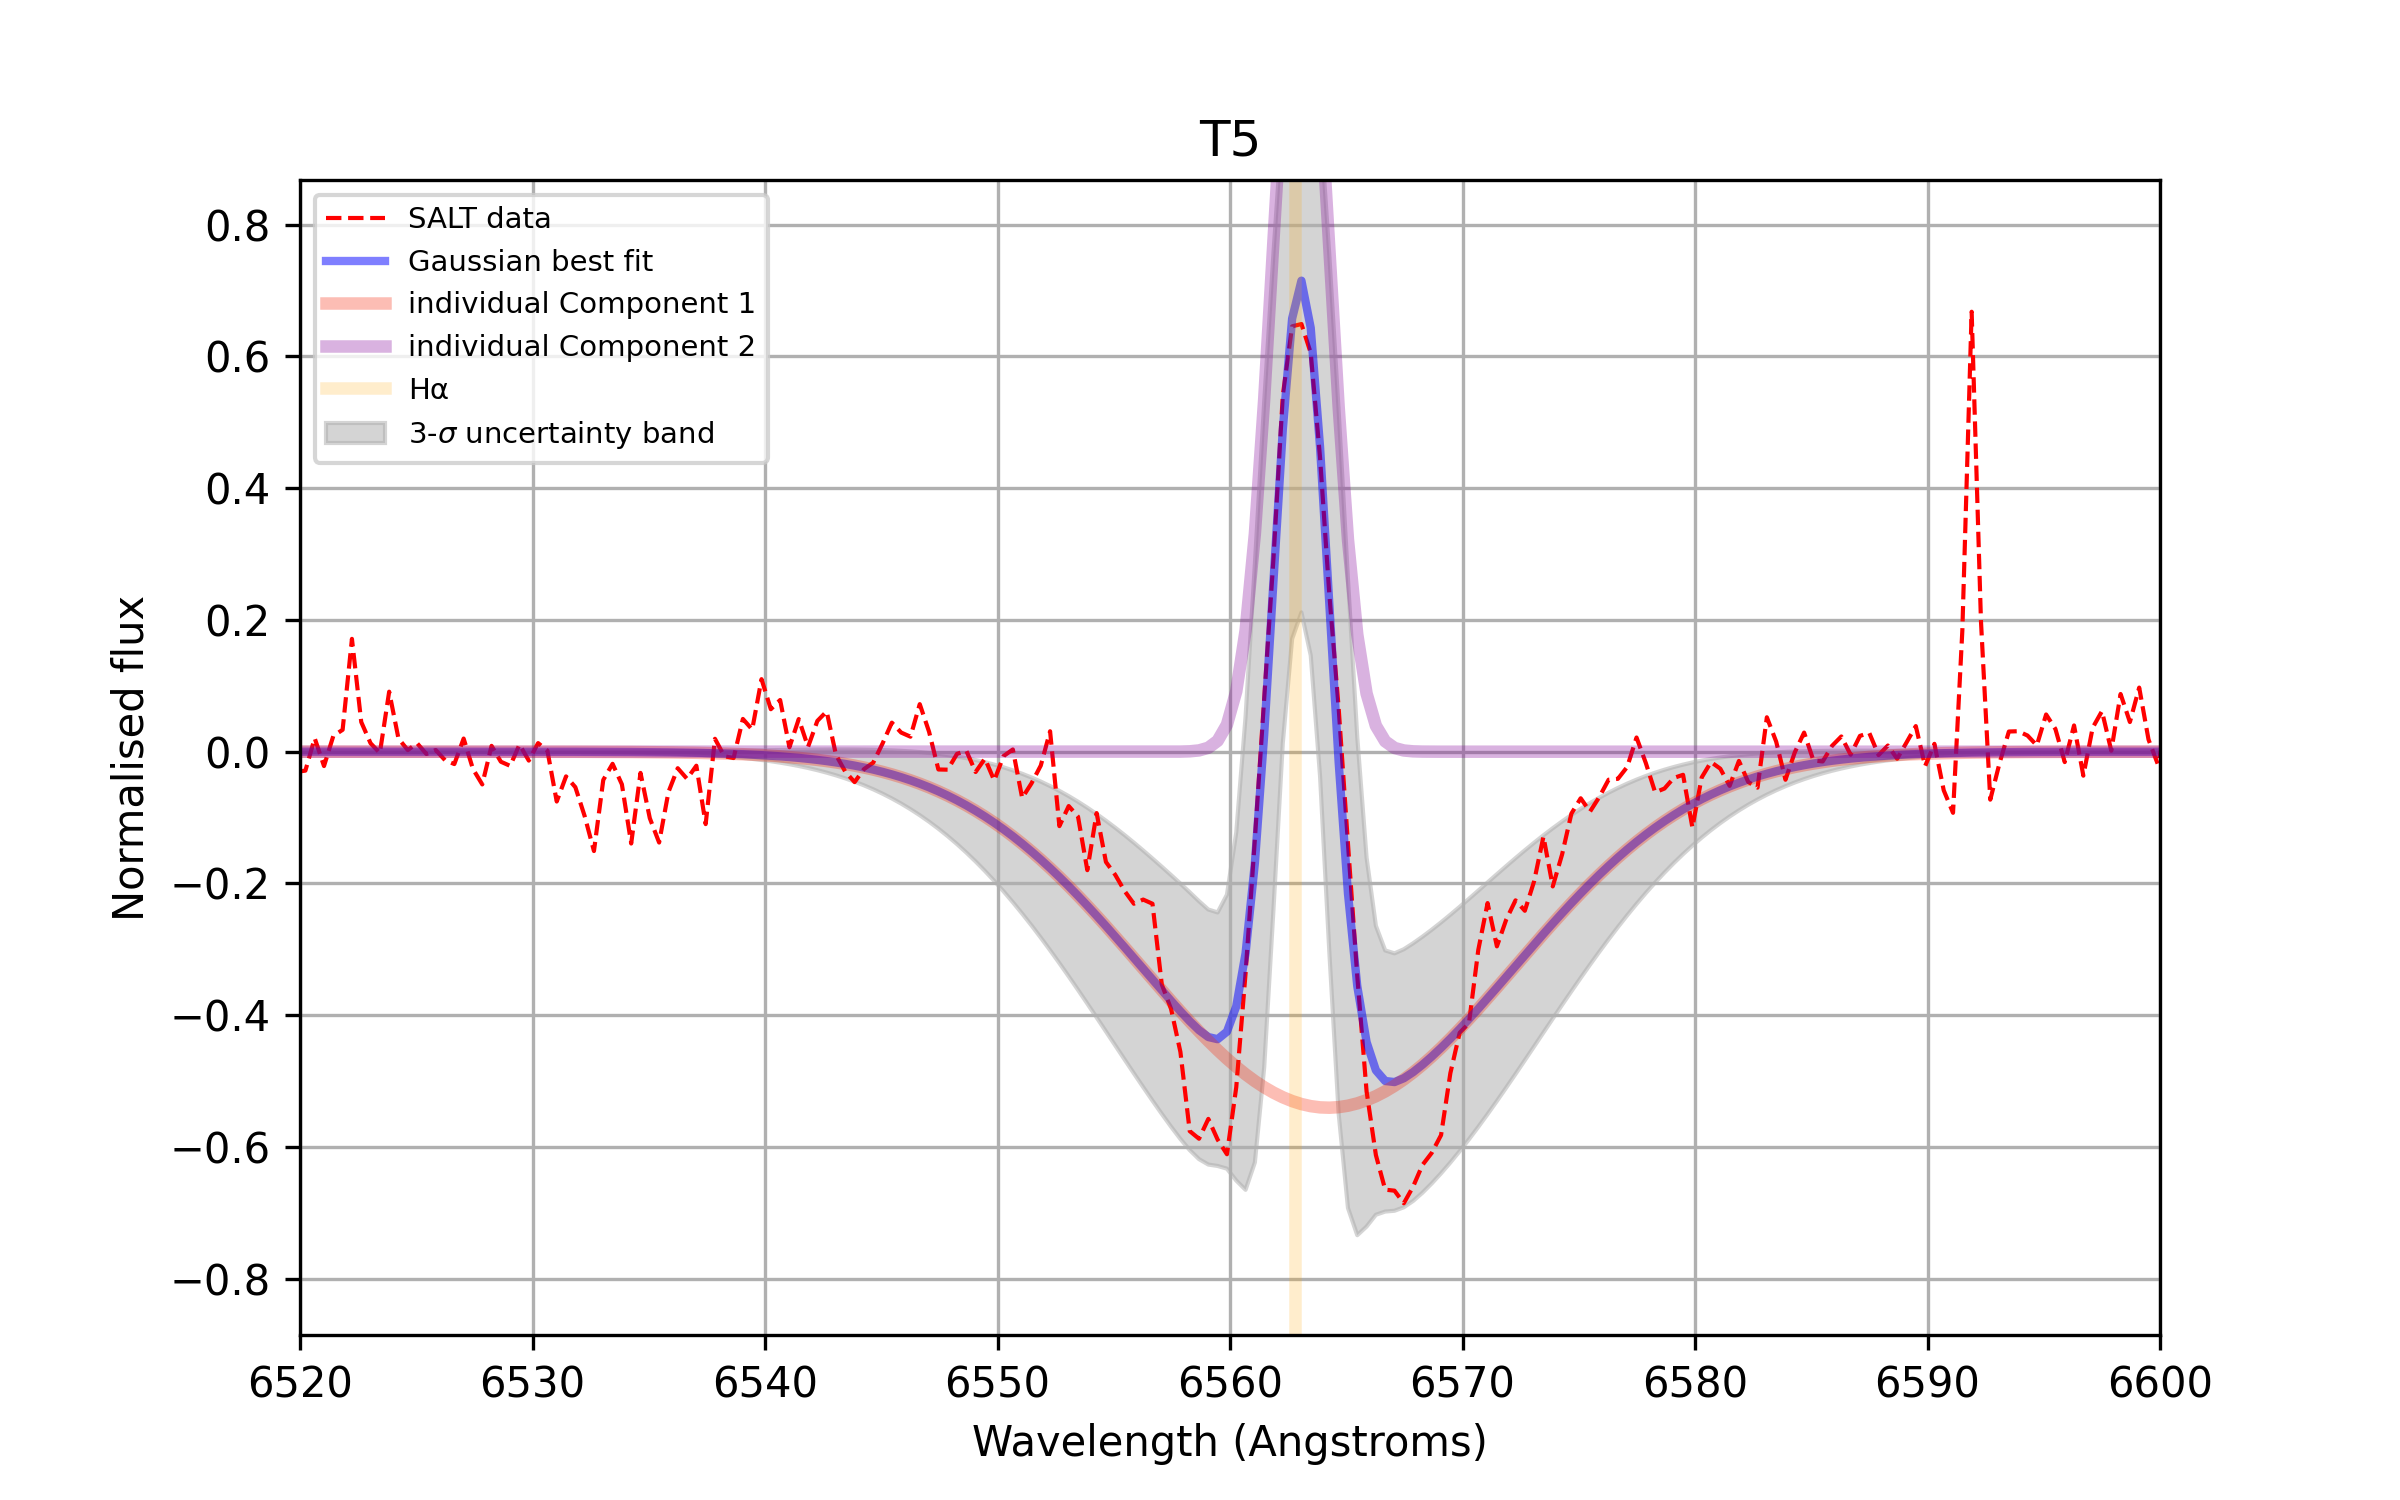 T5
SALT data
Gaussian best fit
individual Component 1
individual Component 2
Hα
3-σ uncertainty band
0.8
0.6
0.4
0.2
0.0
−0.2
−0.4
−0.6
−0.8
Normalised flux
6520 6530 6540 6550 6560 6570 6580 6590 6600
Wavelength (Angstroms)